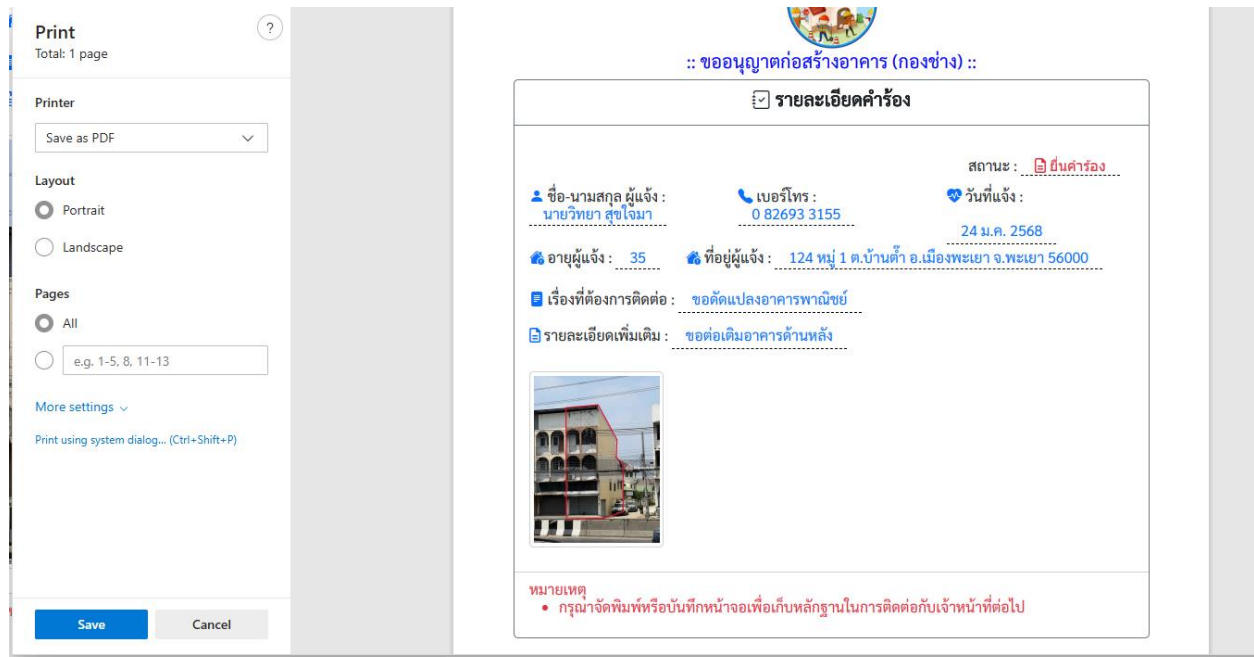 Print
?
Total: 1 page
Printer
Save as PDF
Layout
Portrait
Landscape
Pages
All
e.g. 1-5, 8, 11-13
More settings
Print using system dialog... (Ctrl+Shift+P)
Save
Cancel
:: ขออนุญาตก่อสร้างอาคาร (กองช่าง) ::
รายละเอียดคำร้อง
สถานะ : ยื่นคำร้อง
ชื่อ-นามสกุล ผู้แจ้ง : เบอร์โทร : วันที่แจ้ง :
นายวิทยา สุขใจมา 0 82693 3155
24 ม.ค. 2568
อายุผู้แจ้ง : 35 ที่อยู่ผู้แจ้ง : 124 หมู่ 1 ต.บ้านต๊ำ อ.เมืองพะเยา จ.พะเยา 56000
เรื่องที่ต้องการติดต่อ : ขอดัดแปลงอาคารพาณิชย์
รายละเอียดเพิ่มเติม : ขอต่อเติมอาคารด้านหลัง
หมายเหตุ
• กรุณาจัดพิมพ์หรือบันทึกหน้าจอเพื่อเก็บหลักฐานในการติดต่อกับเจ้าหน้าที่ต่อไป